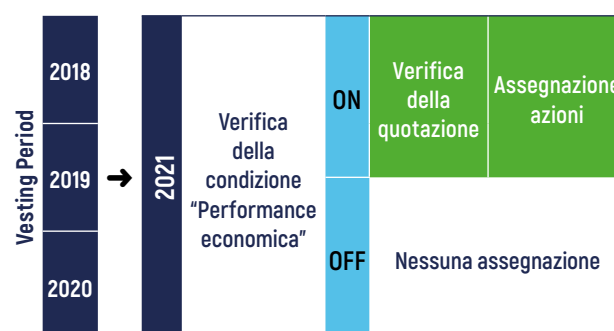 Vesting Period
2018
2019
2020
➔
2021
Verifica
della
condizione
“Performance
economica”
ON
OFF
Verifica
della
quotazione
Assegnazione
azioni
Nessuna assegnazione